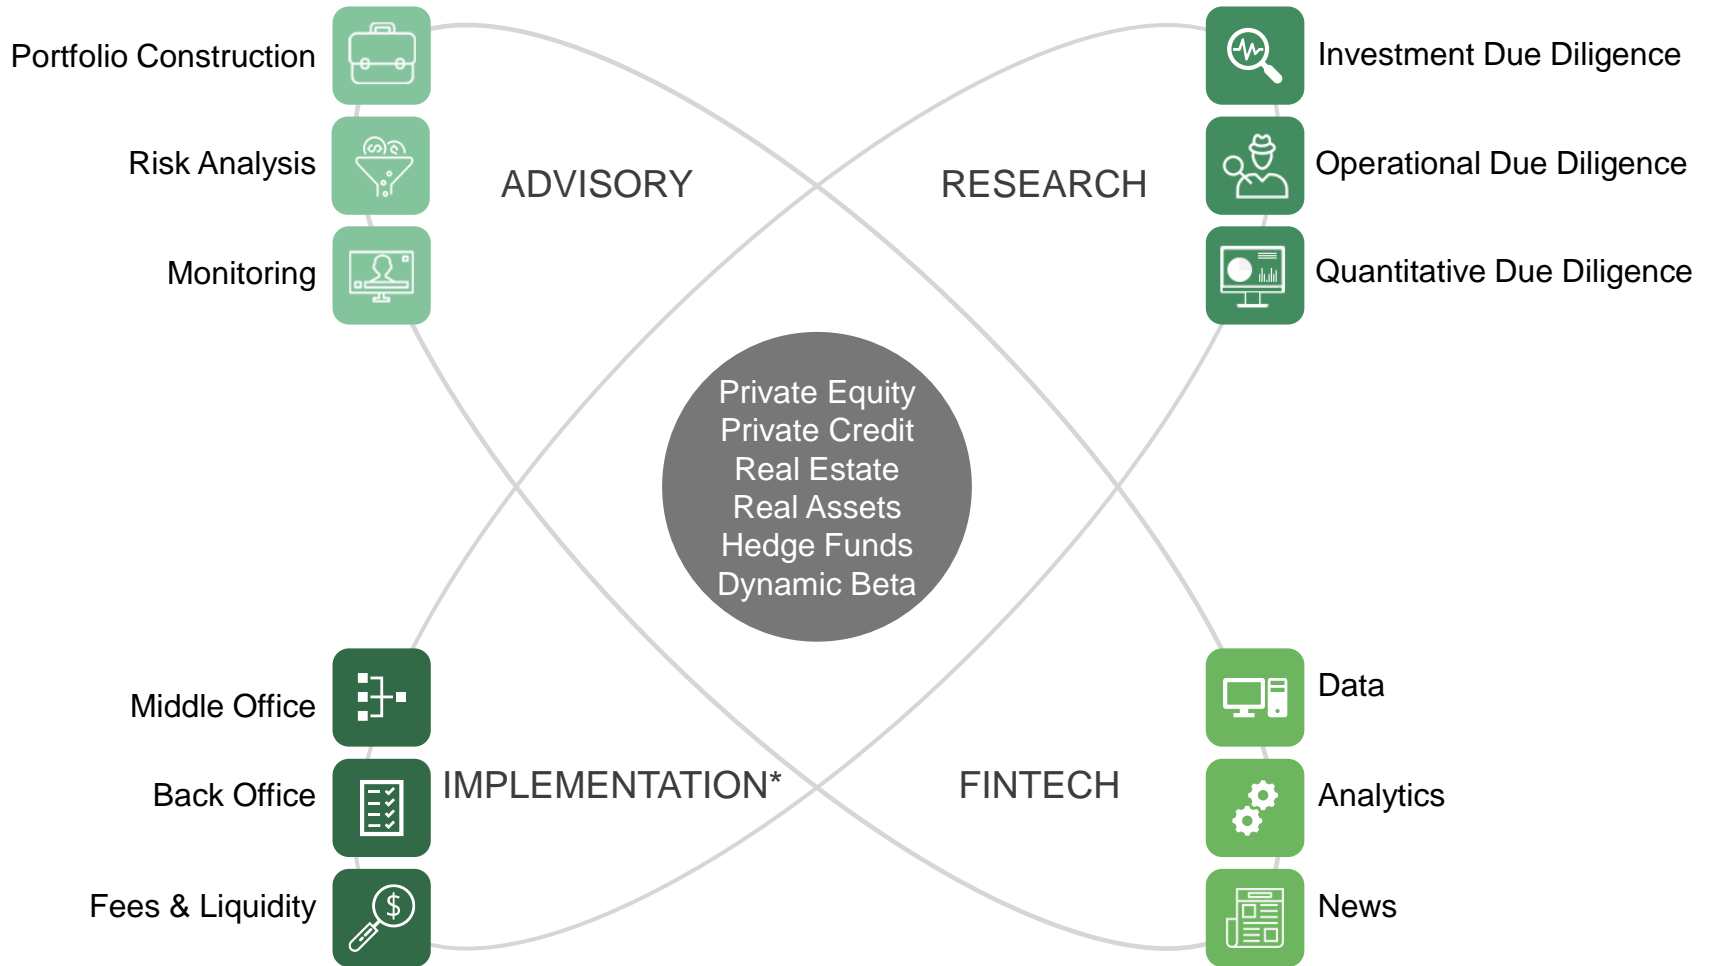 Portfolio Construction
Risk Analysis
Monitoring
ADVISORY
RESEARCH
Investment Due Diligence
Operational Due Diligence
Quantitative Due Diligence
Private Equity
Private Credit
Real Estate
Real Assets
Hedge Funds
Dynamic Beta
Middle Office
Back Office
Fees & Liquidity
IMPLEMENTATION*
FINTECH
Data
Analytics
News